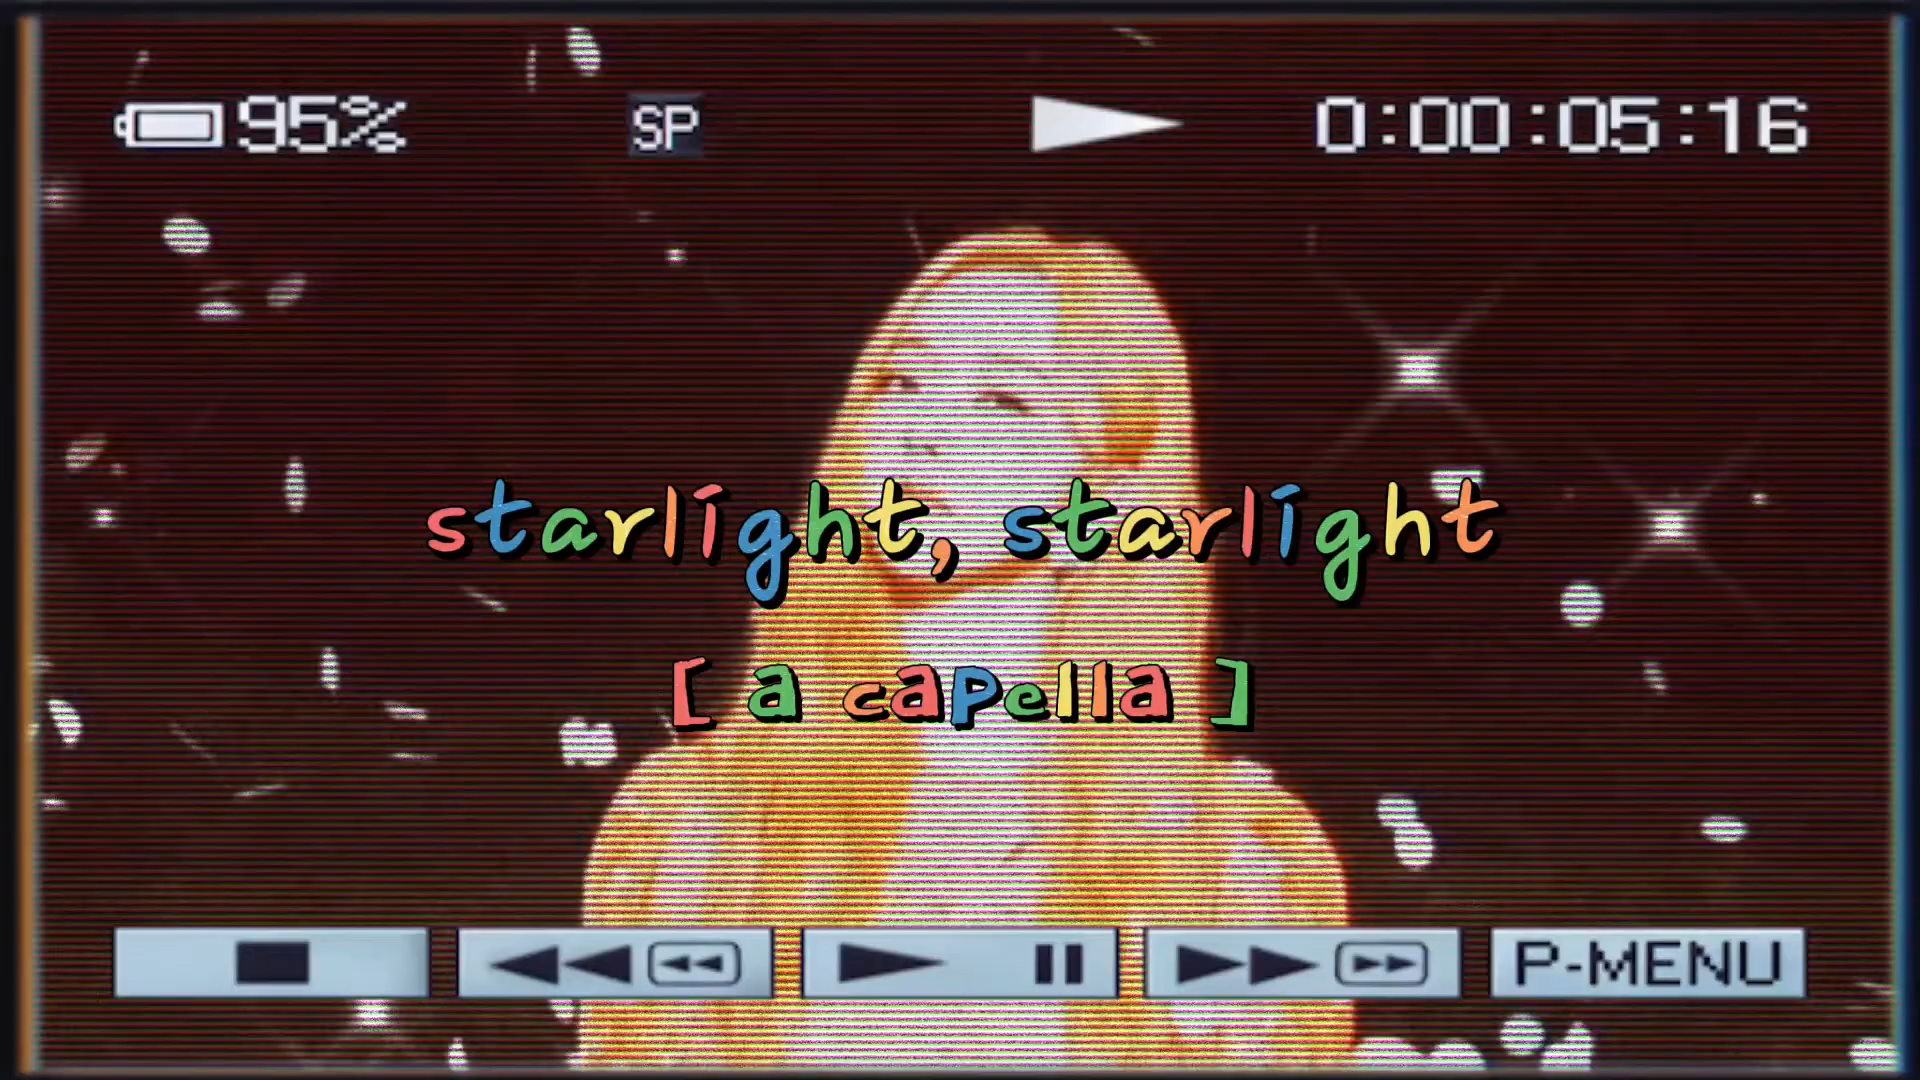 95% SP 0:00:05:16
starlight, starlight
[ a capella ]
P-MENU